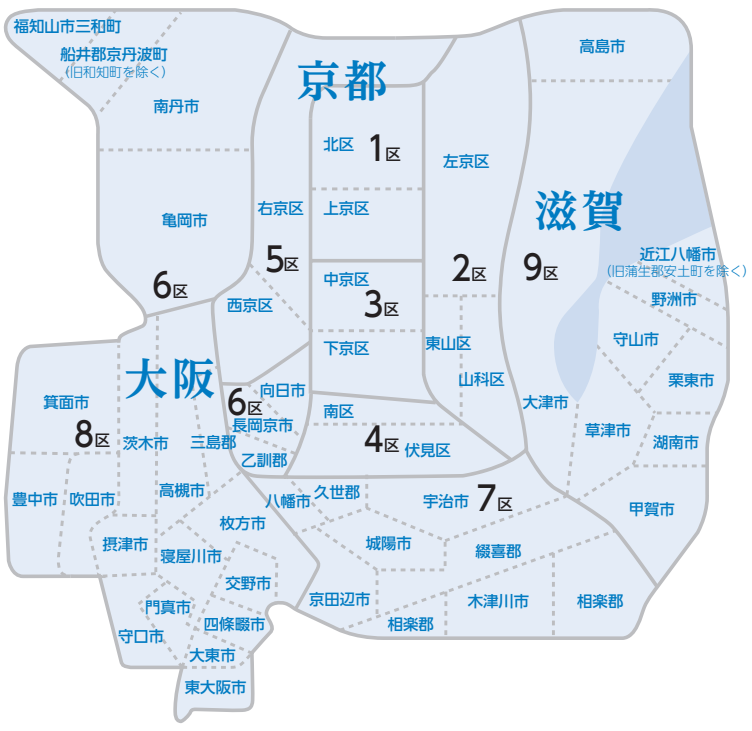 福知山市三和町
船井郡京丹波町
(旧和知町を除く)
南丹市
亀岡市
6区
京都
北区
1区
上京区
右京区
5区
西京区
中京区
3区
下京区
左京区
2区
東山区
山科区
高島市
滋賀
9区
近江八幡市
(旧蒲生郡安土町を除く)
野洲市
守山市
栗東市
大津市
草津市
湖南市
甲賀市
大阪
箕面市
8区
茨木市
三島郡
豊中市
吹田市
高槻市
摂津市
枚方市
寝屋川市
交野市
門真市
四條畷市
守口市
大東市
東大阪市
6区
向日市
長岡京市
乙訓郡
南区
4区
伏見区
八幡市
久世郡
宇治市
7区
城陽市
綴喜郡
京田辺市
木津川市
相楽郡
相楽郡